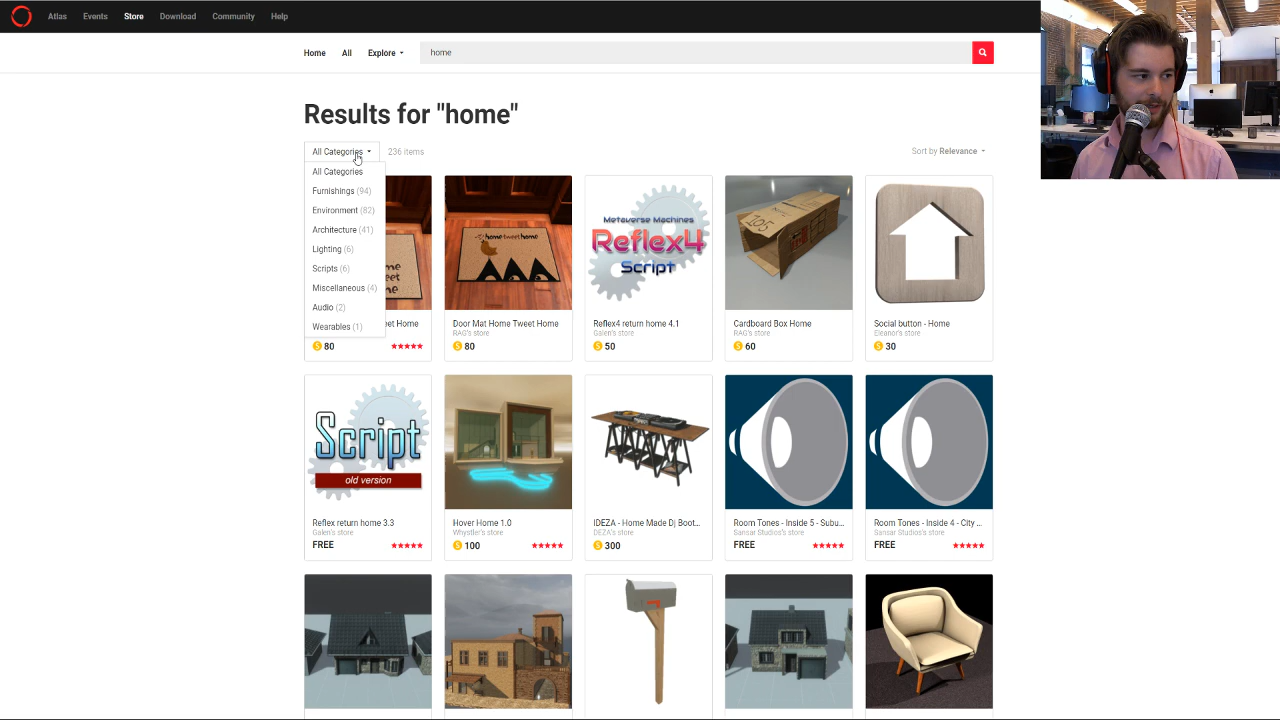 Atlas Events Store Download Community Help
Home All Explore home
Results for "home"
All Categories 236 items Sort by Relevance
All Categories
Furnishings (94)
Environment (82)
Architecture (41)
Lighting (6)
Scripts (6)
Miscellaneous (4)
Audio (2)
Wearables (1)
me
Tweet
me
home tweet home
Metaverse Machines
Reflex4
Script
eet Home
80
Door Mat Home Tweet Home
RAG's store
80
Reflex4 return home 4.1
Galen's store
50
Cardboard Box Home
RAG's store
60
Social button - Home
Eleanor's store
30
Script
old version
Reflex return home 3.3
Galen's store
FREE
Hover Home 1.0
Whystler's store
100
IDEZA - Home Made Dj Boot...
DEZA's store
300
Room Tones - Inside 5 - Subu...
Sansar Studios's store
FREE
Room Tones - Inside 4 - City ...
Sansar Studios's store
FREE